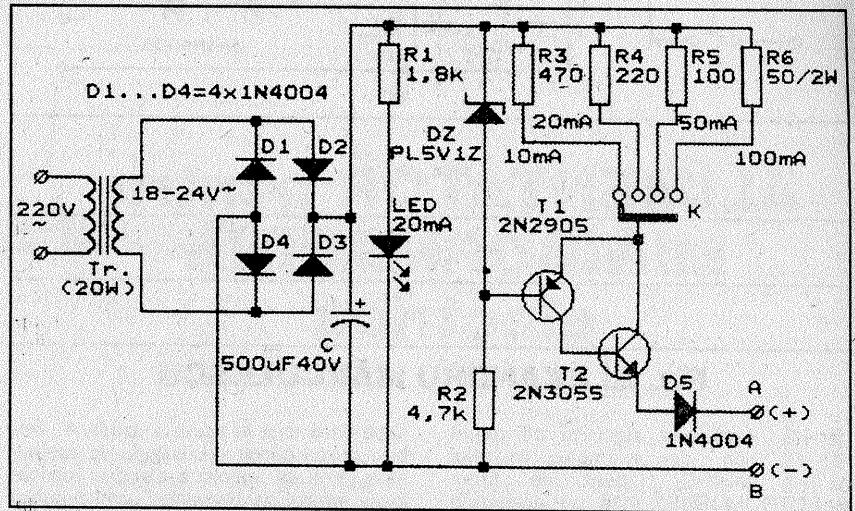 D1...D4=4x1N4004
R1
1,8k
R3
470
R4
220
R5
100
R6
50/2W
DZ
PL5V1Z
20mA
50mA
10mA
100mA
D1
D2
18-24V~
220V
~
Tr.
(20W)
D4
D3
LED
20mA
T1
2N2905
K
+
C
500uF40V
T2
2N3055
R2
4,7k
D5
1N4004
A
(+)
(-)
B